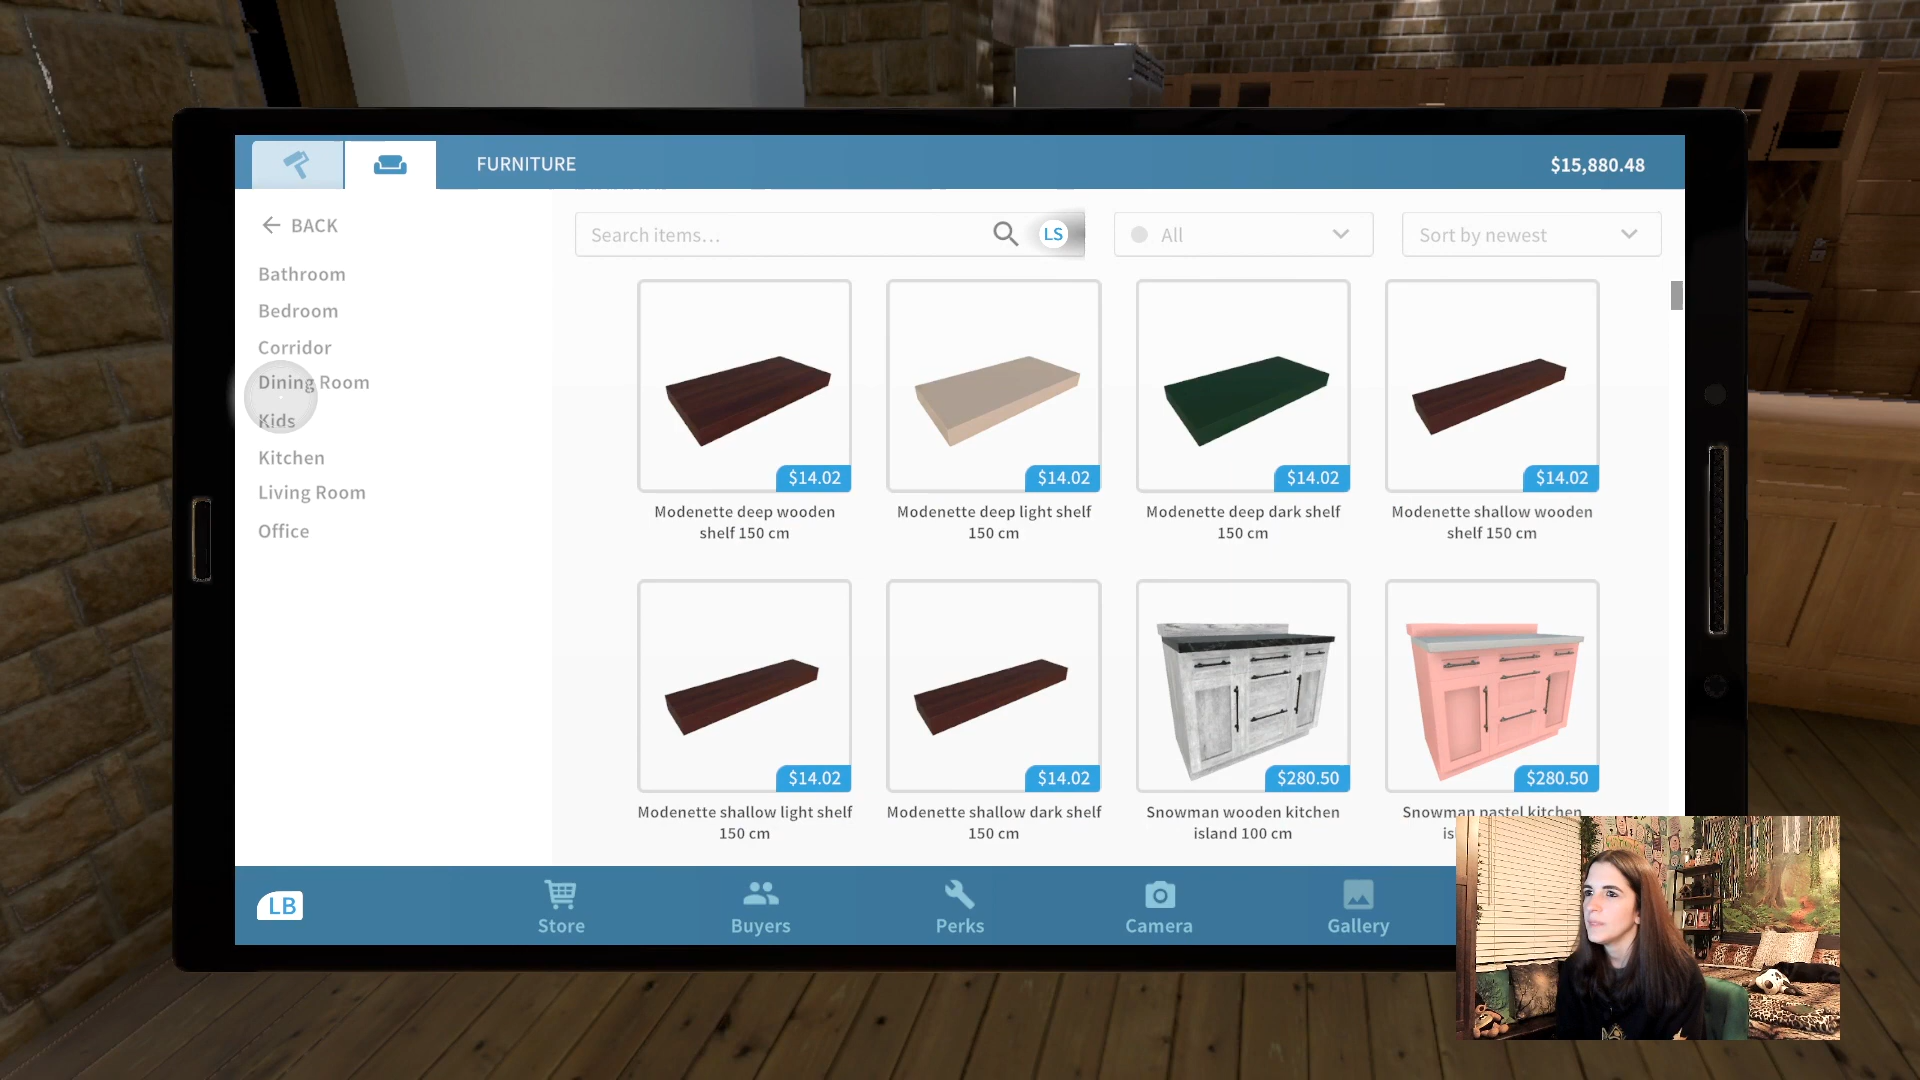 FURNITURE
$15,880.48
BACK
Bathroom
Bedroom
Corridor
Dining Room
Kids
Kitchen
Living Room
Office
Search items...
LS
All
Sort by newest
$14.02
$14.02
$14.02
$14.02
Modenette deep wooden
shelf 150 cm
Modenette deep light shelf
150 cm
Modenette deep dark shelf
150 cm
Modenette shallow wooden
shelf 150 cm
$14.02
$14.02
$280.50
$280.50
Modenette shallow light shelf
150 cm
Modenette shallow dark shelf
150 cm
Snowman wooden kitchen
island 100 cm
Snowman pastel kitchen
LB
Store
Buyers
Perks
Camera
Gallery